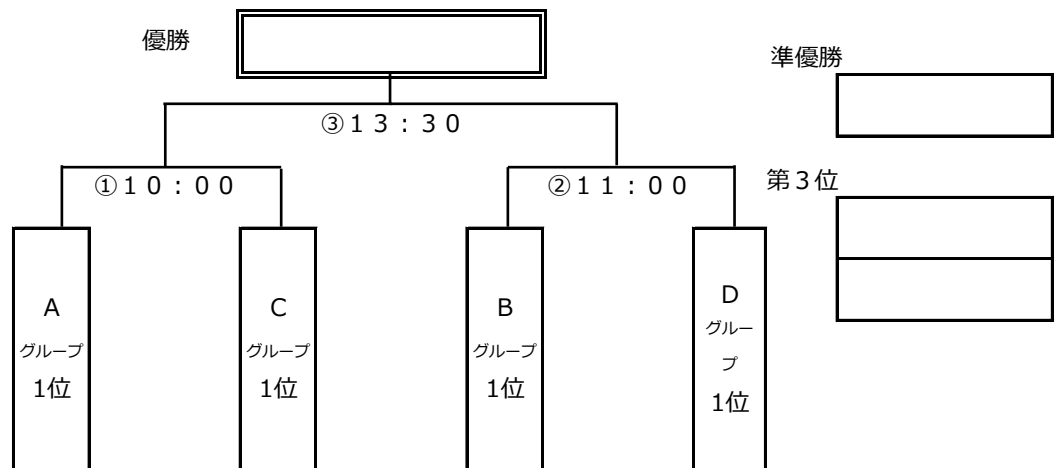 優勝
準優勝
③１３：３０
①１０：００
②１１：００
第３位
A
グループ
1位
C
グループ
1位
B
グループ
1位
D
グルー
プ
1位